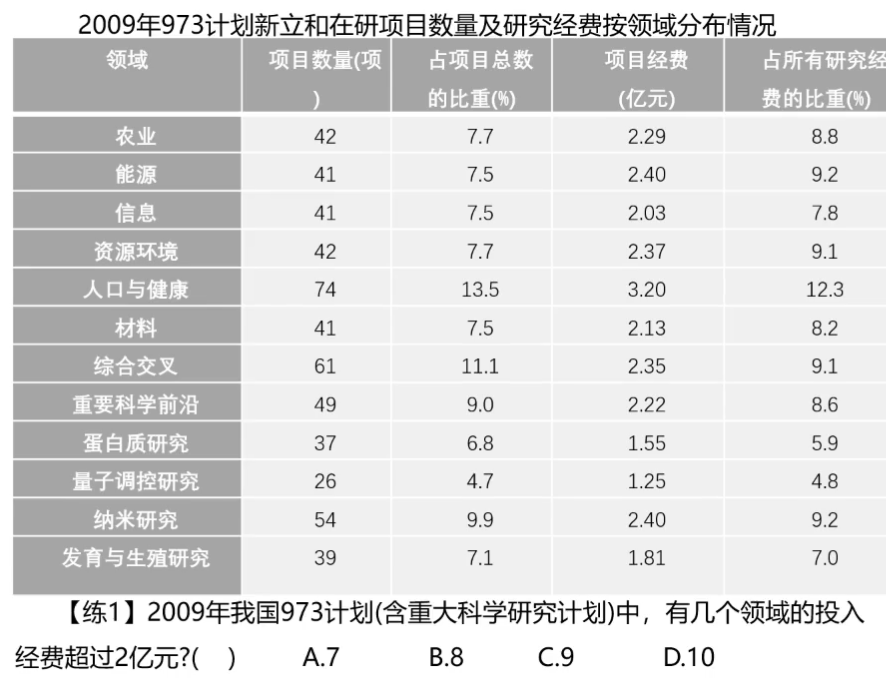 2009年973计划新立和在研项目数量及研究经费按领域分布情况
领域 项目数量(项) 占项目总数的比重(%) 项目经费(亿元) 占所有研究经费的比重(%)
农业 42 7.7 2.29 8.8
能源 41 7.5 2.40 9.2
信息 41 7.5 2.03 7.8
资源环境 42 7.7 2.37 9.1
人口与健康 74 13.5 3.20 12.3
材料 41 7.5 2.13 8.2
综合交叉 61 11.1 2.35 9.1
重要科学前沿 49 9.0 2.22 8.6
蛋白质研究 37 6.8 1.55 5.9
量子调控研究 26 4.7 1.25 4.8
纳米研究 54 9.9 2.40 9.2
发育与生殖研究 39 7.1 1.81 7.0
【练1】2009年我国973计划(含重大科学研究计划)中，有几个领域的投入
经费超过2亿元?( ) A.7 B.8 C.9 D.10